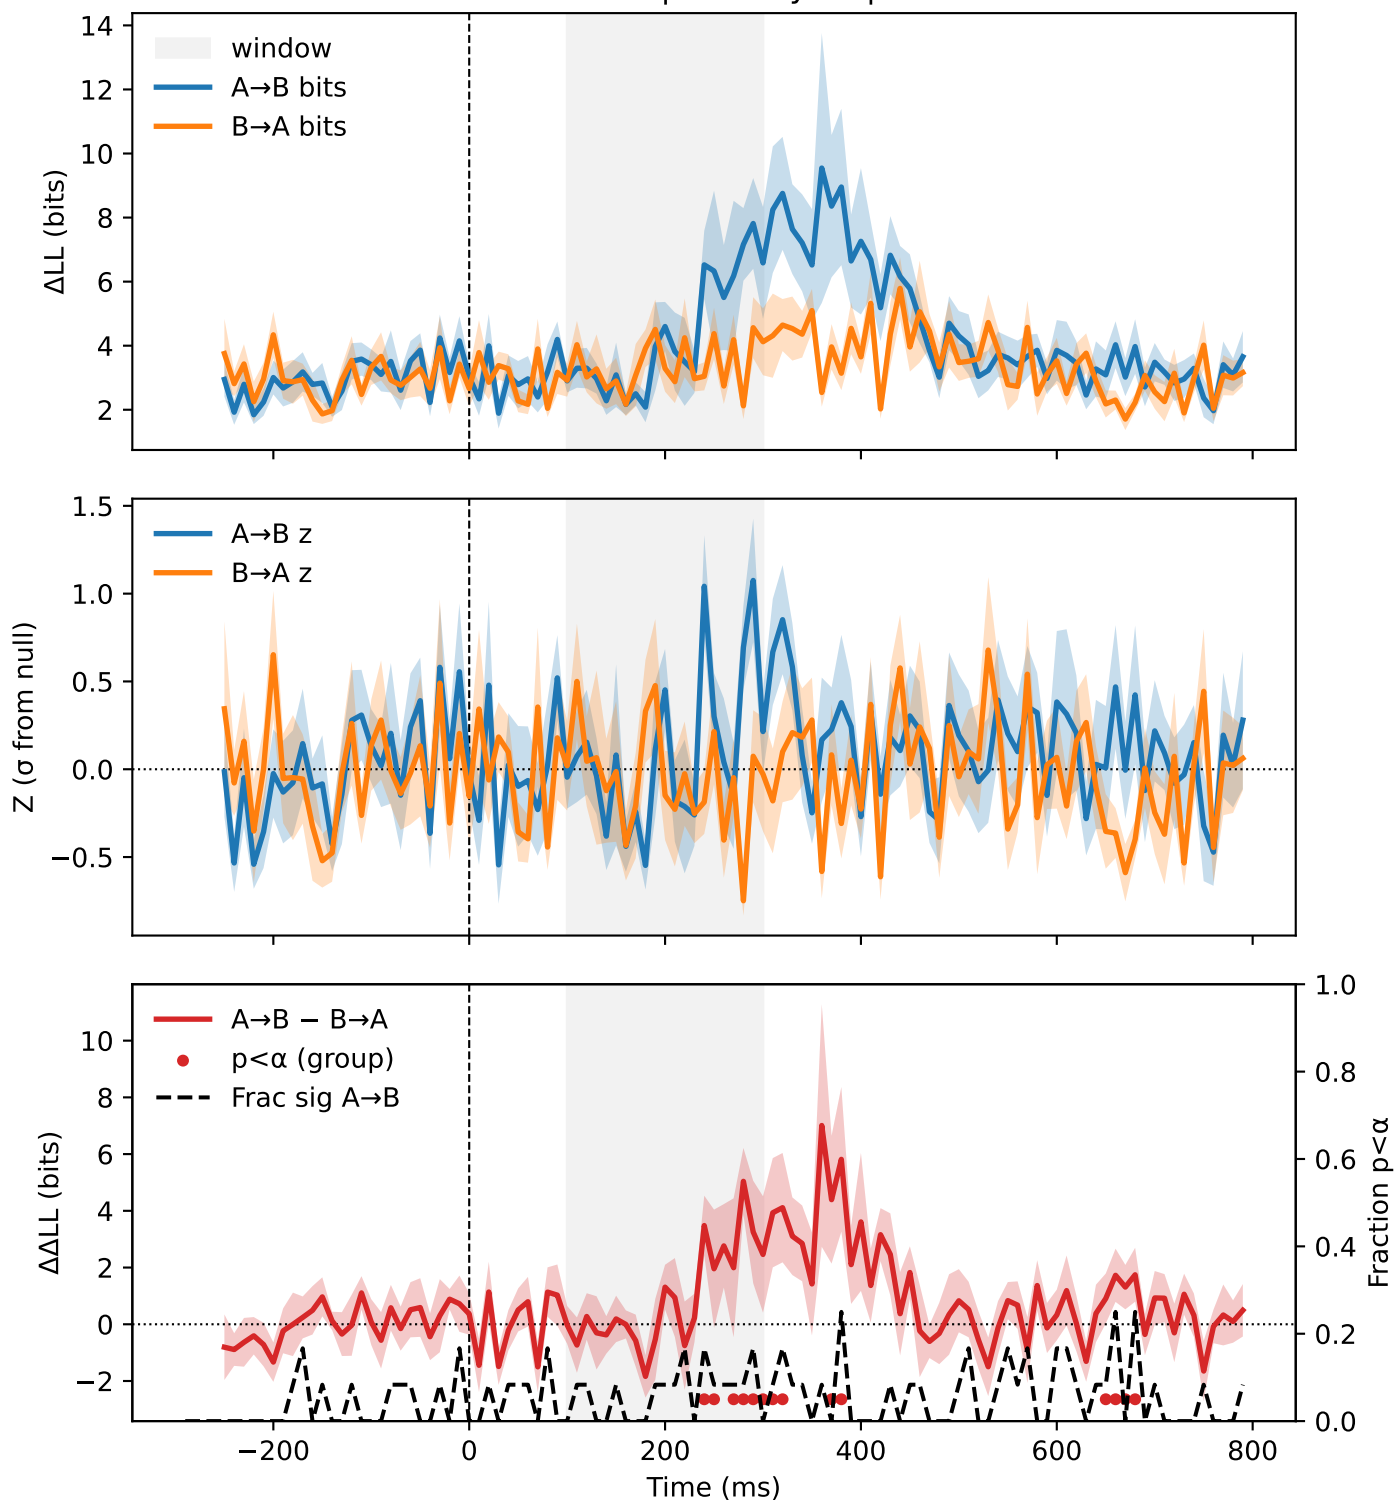 14
12
10
8
6
4
2
ΔLL (bits)
window
A→B bits
B→A bits
1.5
1.0
0.5
0.0
−0.5
Z (σ from null)
A→B z
B→A z
10
8
6
4
2
0
−2
ΔΔLL (bits)
A→B − B→A
p<α (group)
Frac sig A→B
1.0
0.8
0.6
0.4
0.2
0.0
Fraction p<α
−200
0
200
400
600
800
Time (ms)